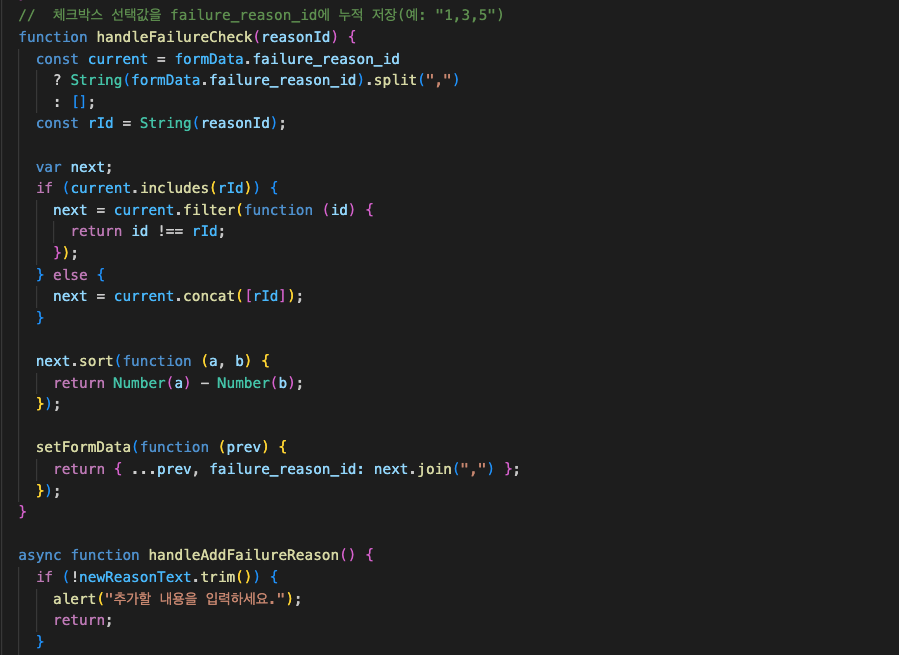 //  체크박스 선택값을 failure_reason_id에 누적 저장(예: "1,3,5")
function handleFailureCheck(reasonId) {
  const current = formData.failure_reason_id
    ? String(formData.failure_reason_id).split(",")
    : [];
  const rId = String(reasonId);

  var next;
  if (current.includes(rId)) {
    next = current.filter(function (id) {
      return id !== rId;
    });
  } else {
    next = current.concat([rId]);
  }

  next.sort(function (a, b) {
    return Number(a) - Number(b);
  });

  setFormData(function (prev) {
    return { ...prev, failure_reason_id: next.join(",") };
  });
}

async function handleAddFailureReason() {
  if (!newReasonText.trim()) {
    alert("추가할 내용을 입력하세요.");
    return;
  }